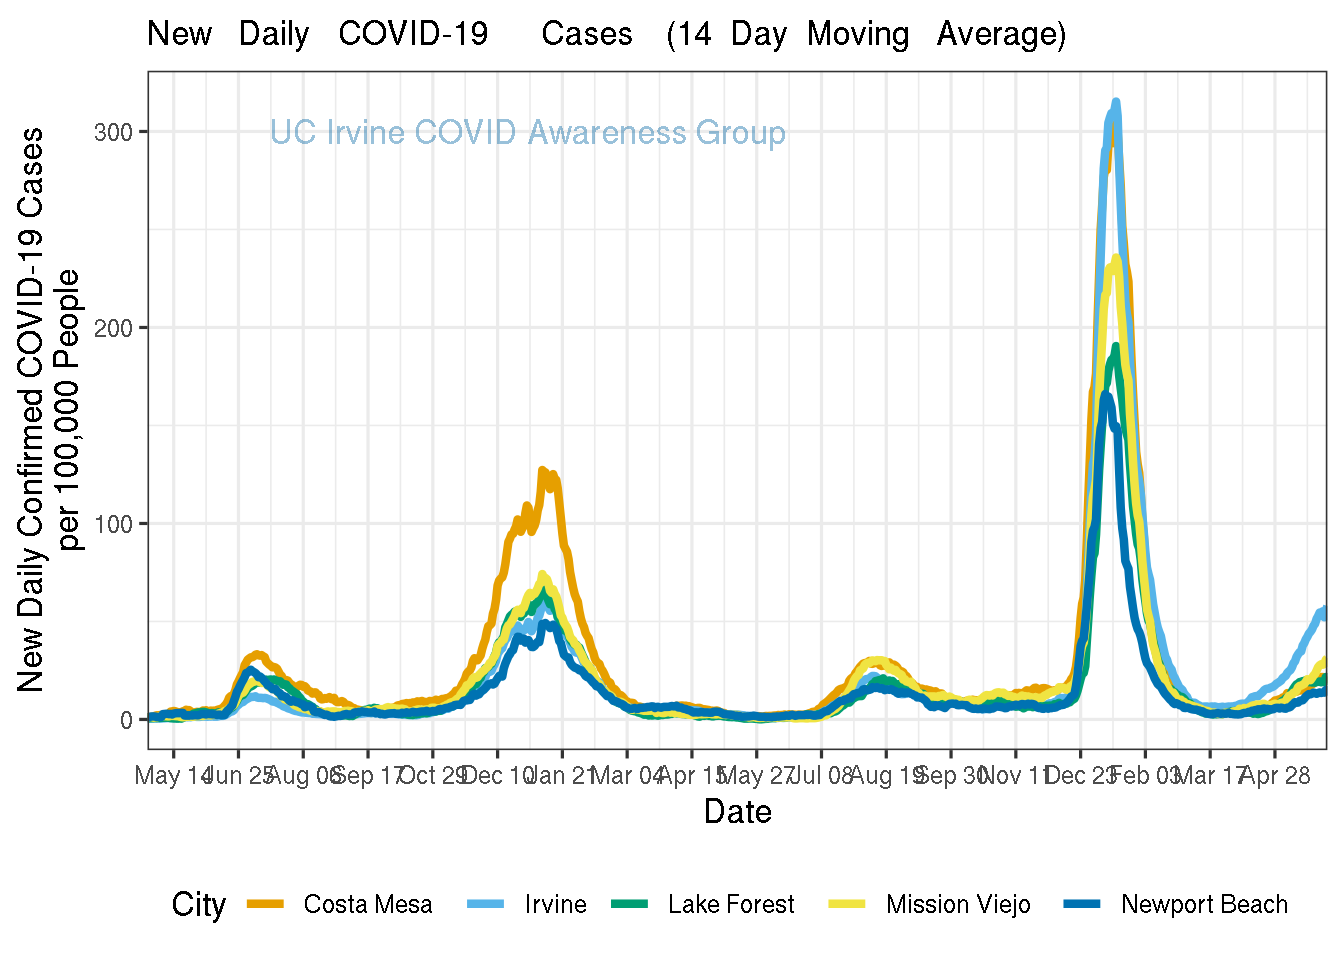 New Daily COVID-19 Cases (14 Day Moving Average)
UC Irvine COVID Awareness Group
New Daily Confirmed COVID-19 Cases
per 100,000 People
300
200
100
0
May 14 Jun 25 Aug 06 Sep 17 Oct 29 Dec 10 Jan 21 Mar 04 Apr 15 May 27 Jul 08 Aug 19 Sep 30 Nov 11 Dec 23 Feb 03 Mar 17 Apr 28
Date
City Costa Mesa Irvine Lake Forest Mission Viejo Newport Beach